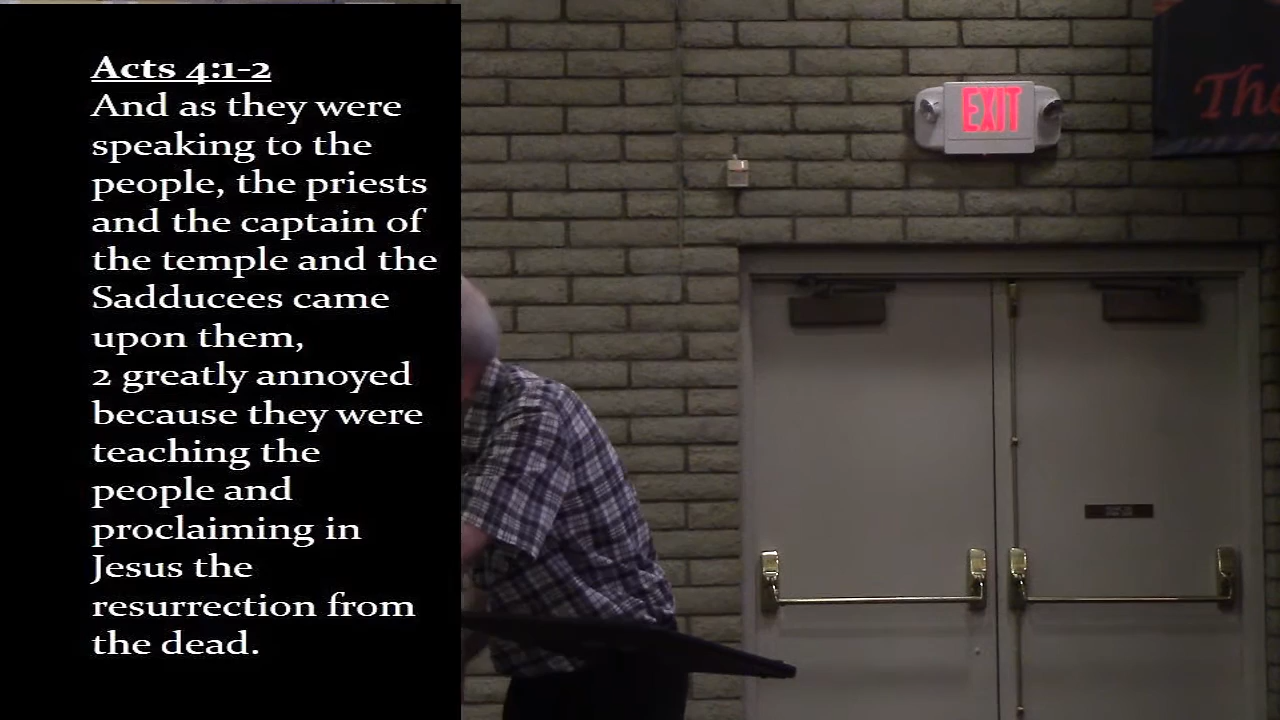 Acts 4:1-2
And as they were
speaking to the
people, the priests
and the captain of
the temple and the
Sadducees came
upon them,
2 greatly annoyed
because they were
teaching the
people and
proclaiming in
Jesus the
resurrection from
the dead.
EXIT